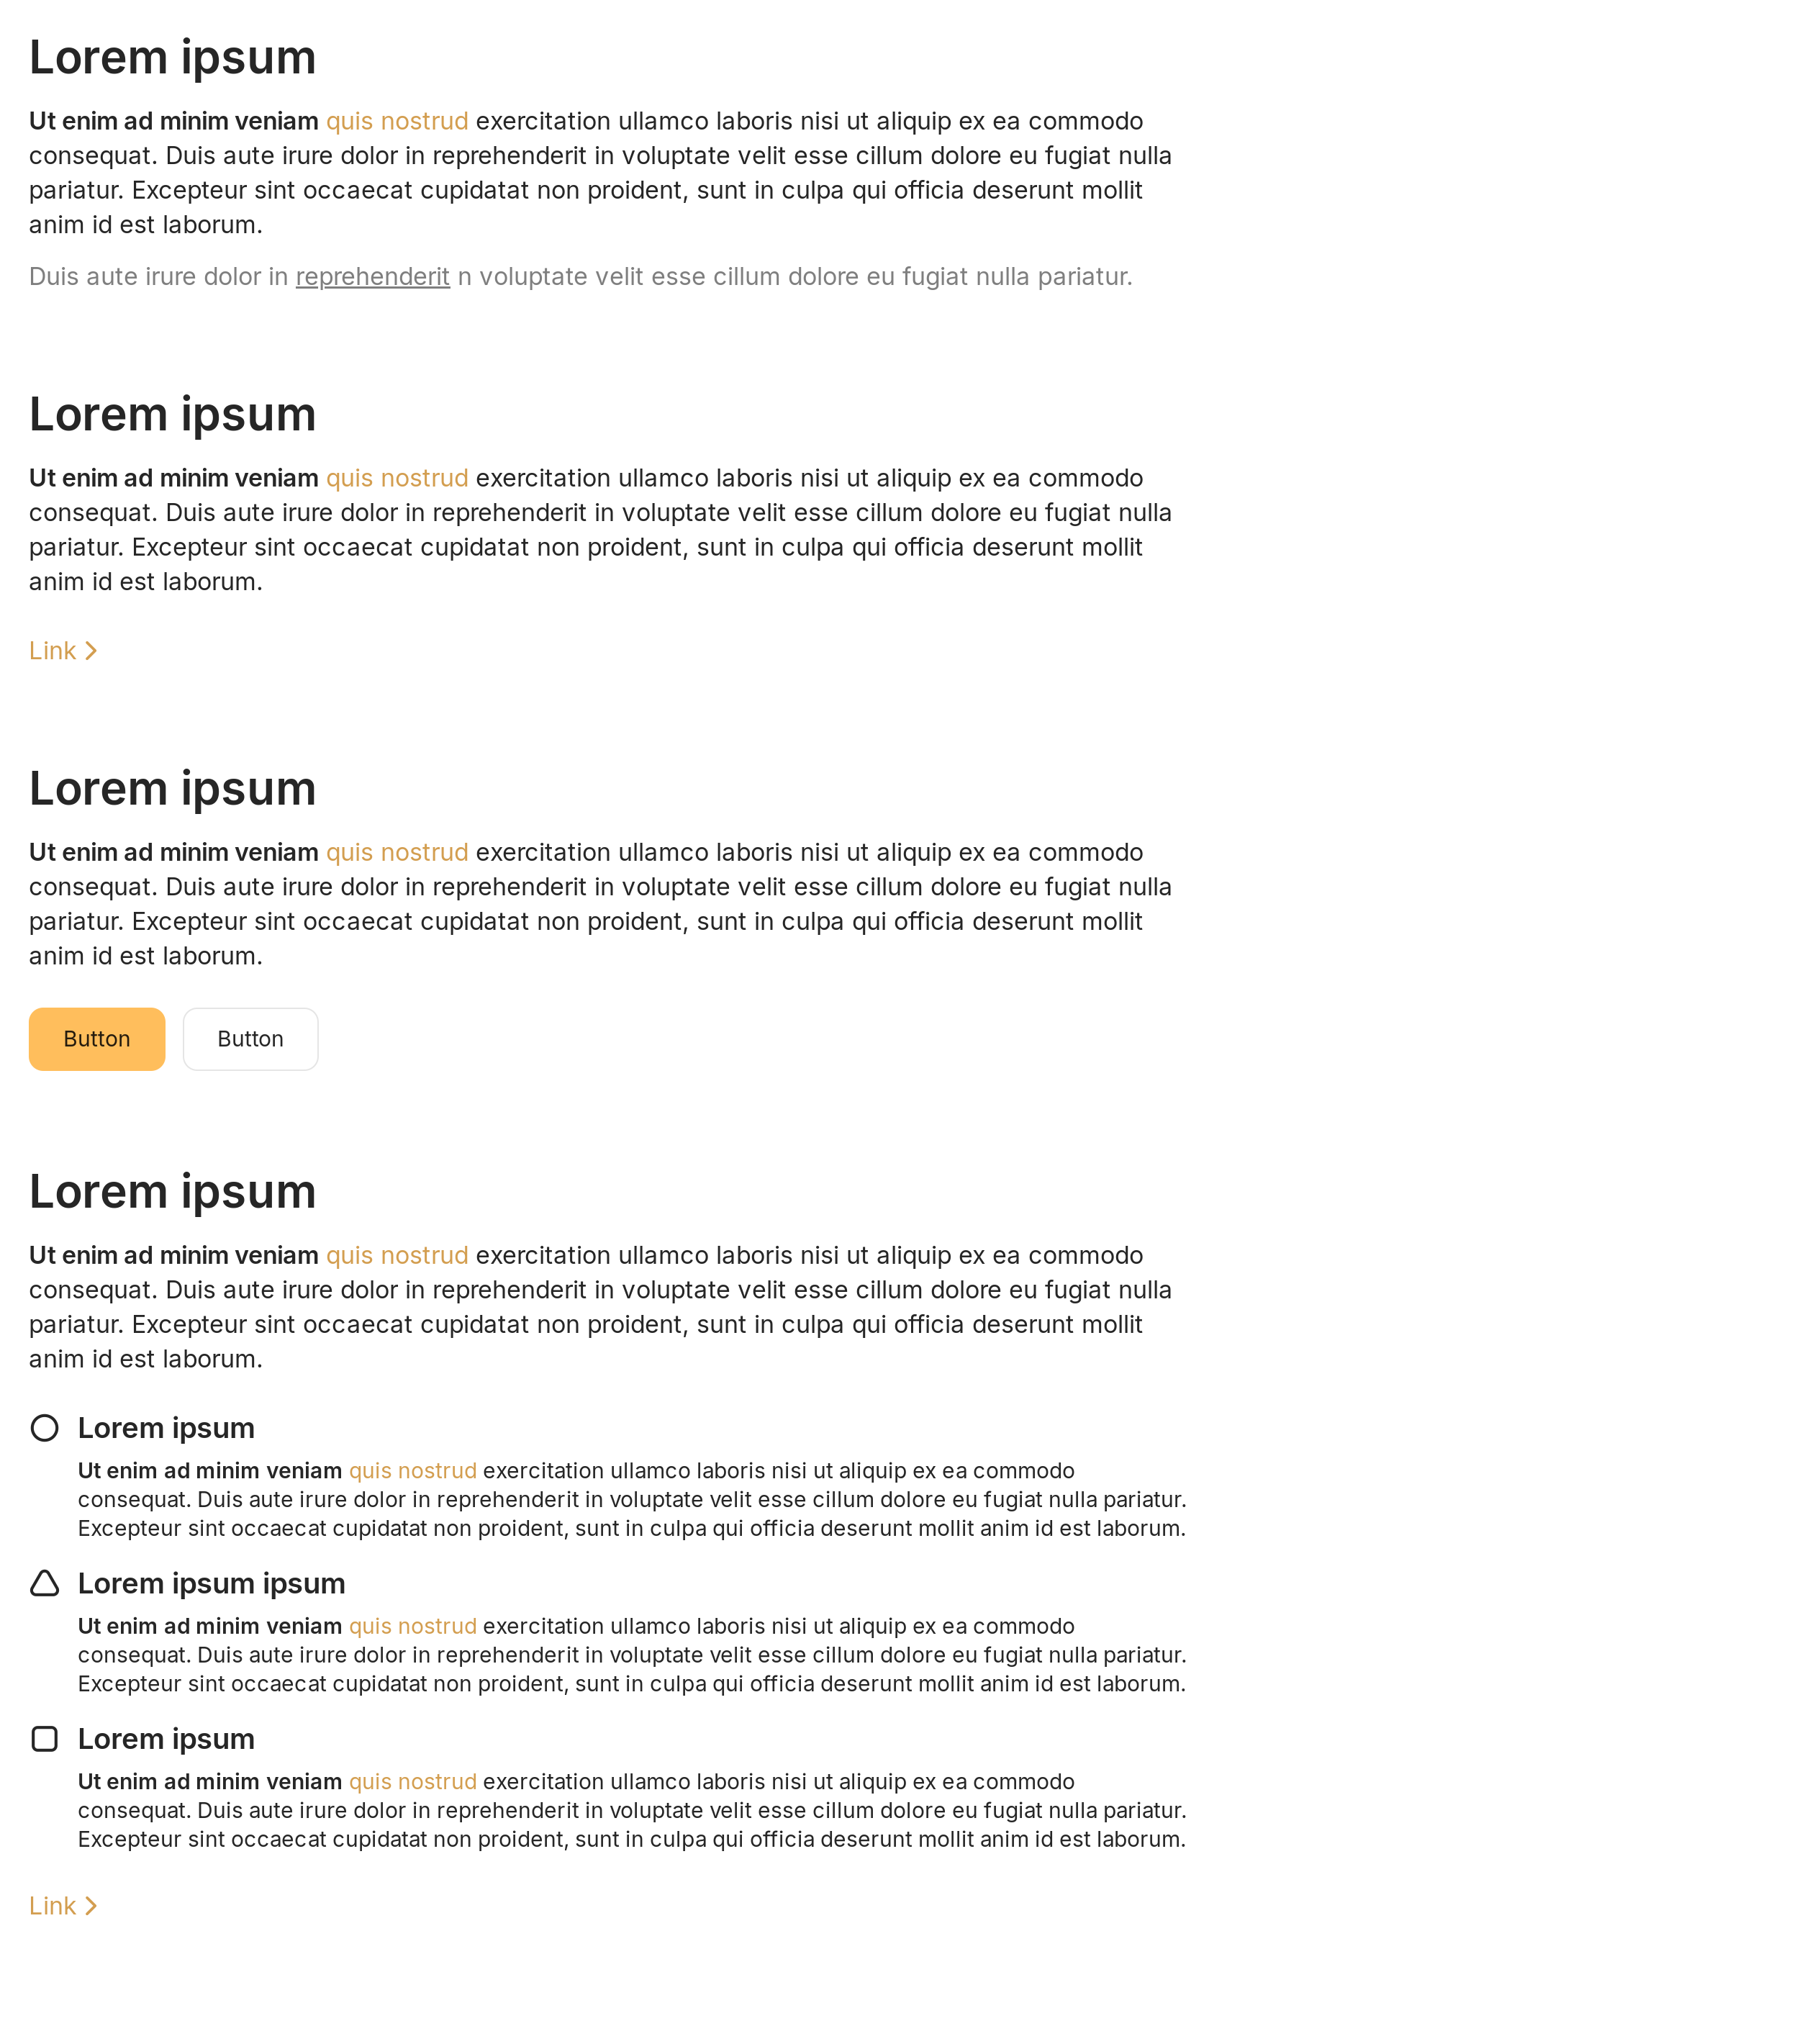 Lorem ipsum
Ut enim ad minim veniam quis nostrud exercitation ullamco laboris nisi ut aliquip ex ea commodo
consequat. Duis aute irure dolor in reprehenderit in voluptate velit esse cillum dolore eu fugiat nulla
pariatur. Excepteur sint occaecat cupidatat non proident, sunt in culpa qui officia deserunt mollit
anim id est laborum.
Duis aute irure dolor in reprehenderit n voluptate velit esse cillum dolore eu fugiat nulla pariatur.
Lorem ipsum
Ut enim ad minim veniam quis nostrud exercitation ullamco laboris nisi ut aliquip ex ea commodo
consequat. Duis aute irure dolor in reprehenderit in voluptate velit esse cillum dolore eu fugiat nulla
pariatur. Excepteur sint occaecat cupidatat non proident, sunt in culpa qui officia deserunt mollit
anim id est laborum.
Link
Lorem ipsum
Ut enim ad minim veniam quis nostrud exercitation ullamco laboris nisi ut aliquip ex ea commodo
consequat. Duis aute irure dolor in reprehenderit in voluptate velit esse cillum dolore eu fugiat nulla
pariatur. Excepteur sint occaecat cupidatat non proident, sunt in culpa qui officia deserunt mollit
anim id est laborum.
Button Button
Lorem ipsum
Ut enim ad minim veniam quis nostrud exercitation ullamco laboris nisi ut aliquip ex ea commodo
consequat. Duis aute irure dolor in reprehenderit in voluptate velit esse cillum dolore eu fugiat nulla
pariatur. Excepteur sint occaecat cupidatat non proident, sunt in culpa qui officia deserunt mollit
anim id est laborum.
Lorem ipsum
Ut enim ad minim veniam quis nostrud exercitation ullamco laboris nisi ut aliquip ex ea commodo
consequat. Duis aute irure dolor in reprehenderit in voluptate velit esse cillum dolore eu fugiat nulla pariatur.
Excepteur sint occaecat cupidatat non proident, sunt in culpa qui officia deserunt mollit anim id est laborum.
Lorem ipsum ipsum
Ut enim ad minim veniam quis nostrud exercitation ullamco laboris nisi ut aliquip ex ea commodo
consequat. Duis aute irure dolor in reprehenderit in voluptate velit esse cillum dolore eu fugiat nulla pariatur.
Excepteur sint occaecat cupidatat non proident, sunt in culpa qui officia deserunt mollit anim id est laborum.
Lorem ipsum
Ut enim ad minim veniam quis nostrud exercitation ullamco laboris nisi ut aliquip ex ea commodo
consequat. Duis aute irure dolor in reprehenderit in voluptate velit esse cillum dolore eu fugiat nulla pariatur.
Excepteur sint occaecat cupidatat non proident, sunt in culpa qui officia deserunt mollit anim id est laborum.
Link